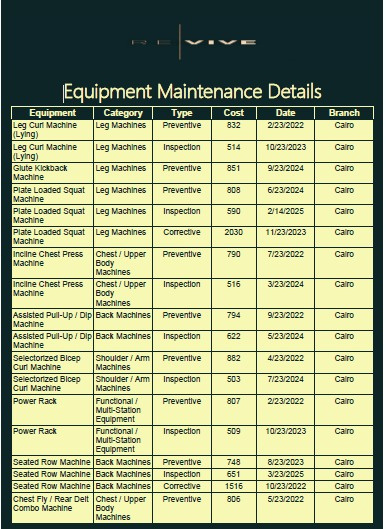 REVIVE
Equipment Maintenance Details
Equipment Category Type Cost Date Branch
Leg Curl Machine (Lying) Leg Machines Preventive 832 2/23/2022 Cairo
Leg Curl Machine (Lying) Leg Machines Inspection 514 10/23/2023 Cairo
Glute Kickback Machine Leg Machines Preventive 851 9/23/2024 Cairo
Plate Loaded Squat Machine Leg Machines Preventive 808 6/23/2024 Cairo
Plate Loaded Squat Machine Leg Machines Inspection 590 2/14/2025 Cairo
Plate Loaded Squat Machine Leg Machines Corrective 2030 11/23/2023 Cairo
Incline Chest Press Machine Chest / Upper Body Machines Preventive 790 7/23/2022 Cairo
Incline Chest Press Machine Chest / Upper Body Machines Inspection 516 3/23/2024 Cairo
Assisted Pull-Up / Dip Machine Back Machines Preventive 794 9/23/2022 Cairo
Assisted Pull-Up / Dip Machine Back Machines Inspection 622 5/23/2024 Cairo
Selectorized Bicep Curl Machine Shoulder / Arm Machines Preventive 882 4/23/2022 Cairo
Selectorized Bicep Curl Machine Shoulder / Arm Machines Inspection 503 7/23/2024 Cairo
Power Rack Functional / Multi-Station Equipment Preventive 807 2/23/2022 Cairo
Power Rack Functional / Multi-Station Equipment Inspection 509 10/23/2023 Cairo
Seated Row Machine Back Machines Preventive 748 8/23/2023 Cairo
Seated Row Machine Back Machines Inspection 651 3/23/2025 Cairo
Seated Row Machine Back Machines Corrective 1516 10/23/2022 Cairo
Chest Fly / Rear Delt Combo Machine Chest / Upper Body Machines Preventive 806 5/23/2022 Cairo